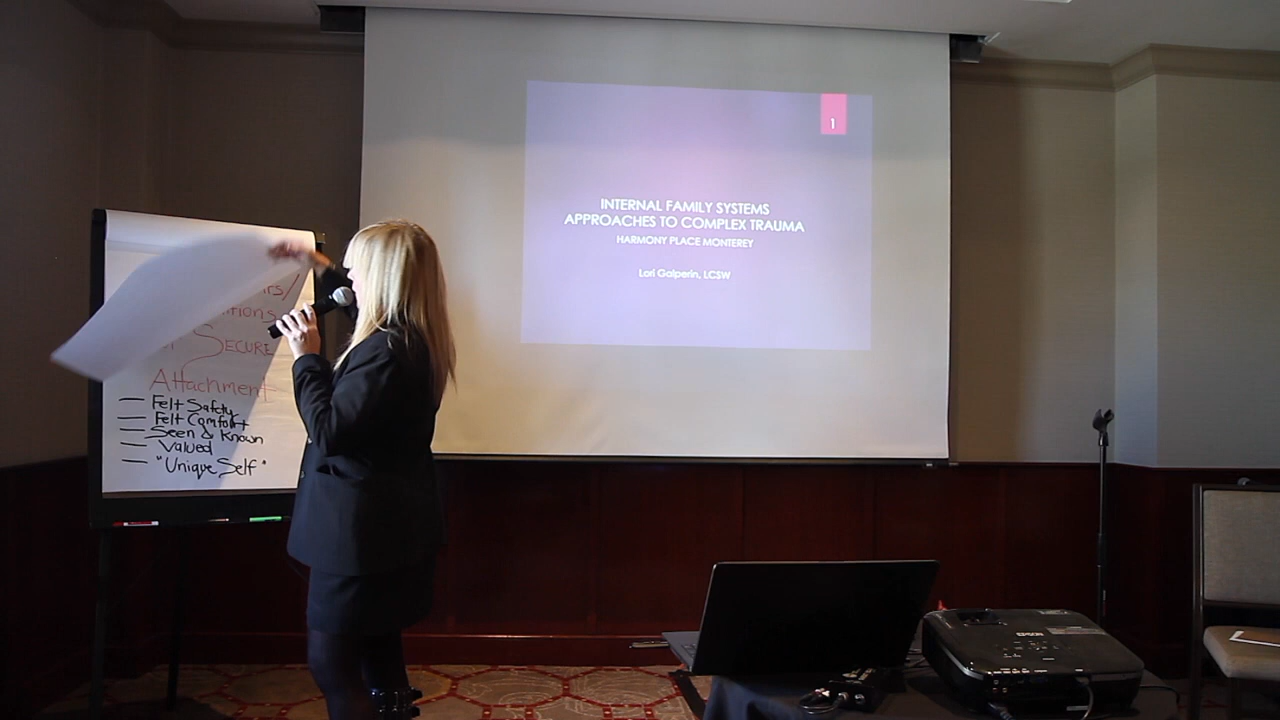 SECURE
Attachment
— Felt Safety
— Felt Comfort
— Seen & Known
— Valued
— "Unique Self"
1
INTERNAL FAMILY SYSTEMS
APPROACHES TO COMPLEX TRAUMA
HARMONY PLACE MONTEREY
Lori Galperin, LCSW
EPSON